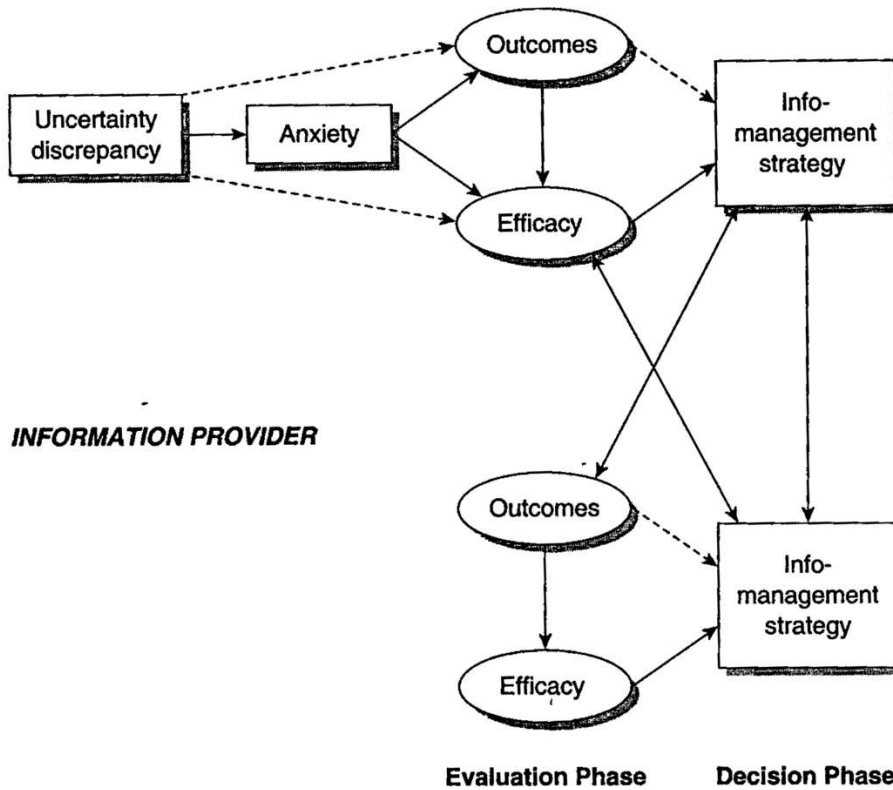 Outcomes
Uncertainty
discrepancy
Anxiety
Info-
management
strategy
Efficacy
INFORMATION PROVIDER
Outcomes
Info-
management
strategy
Efficacy
Evaluation Phase
Decision Phase